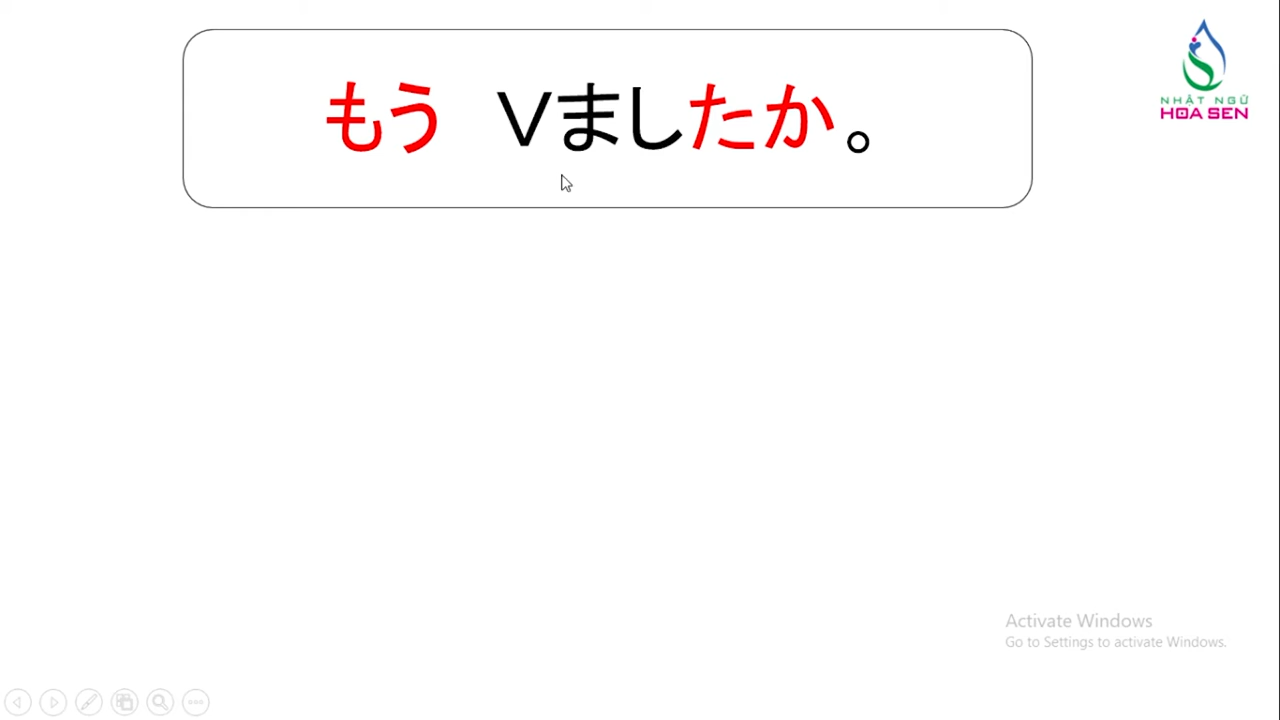 もう Vましたか。
NHẬT NGỮ
HOA SEN
Activate Windows
Go to Settings to activate Windows.